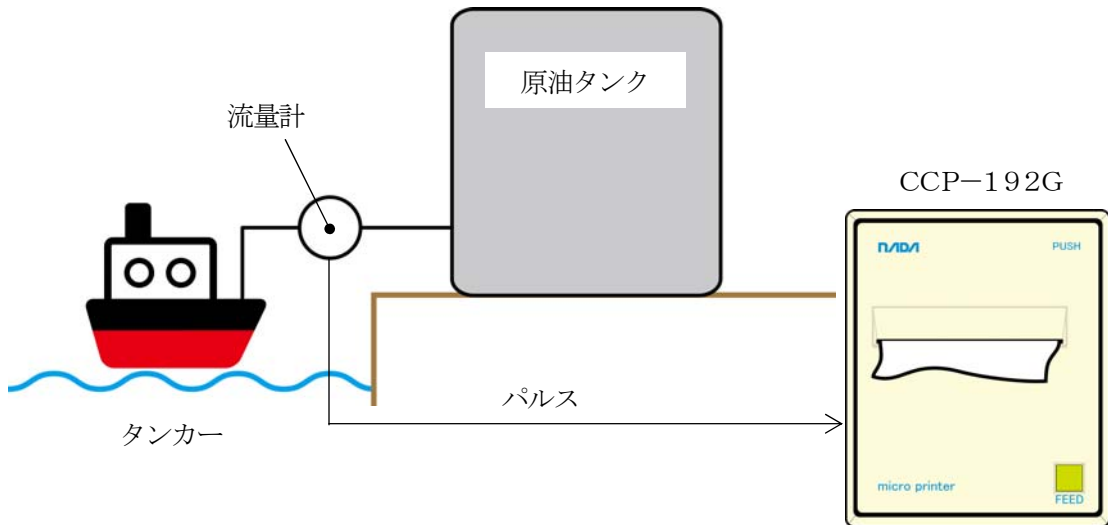 原油タンク
流量計
CCP−192G
NADA
PUSH
パルス
タンカー
micro printer
FEED